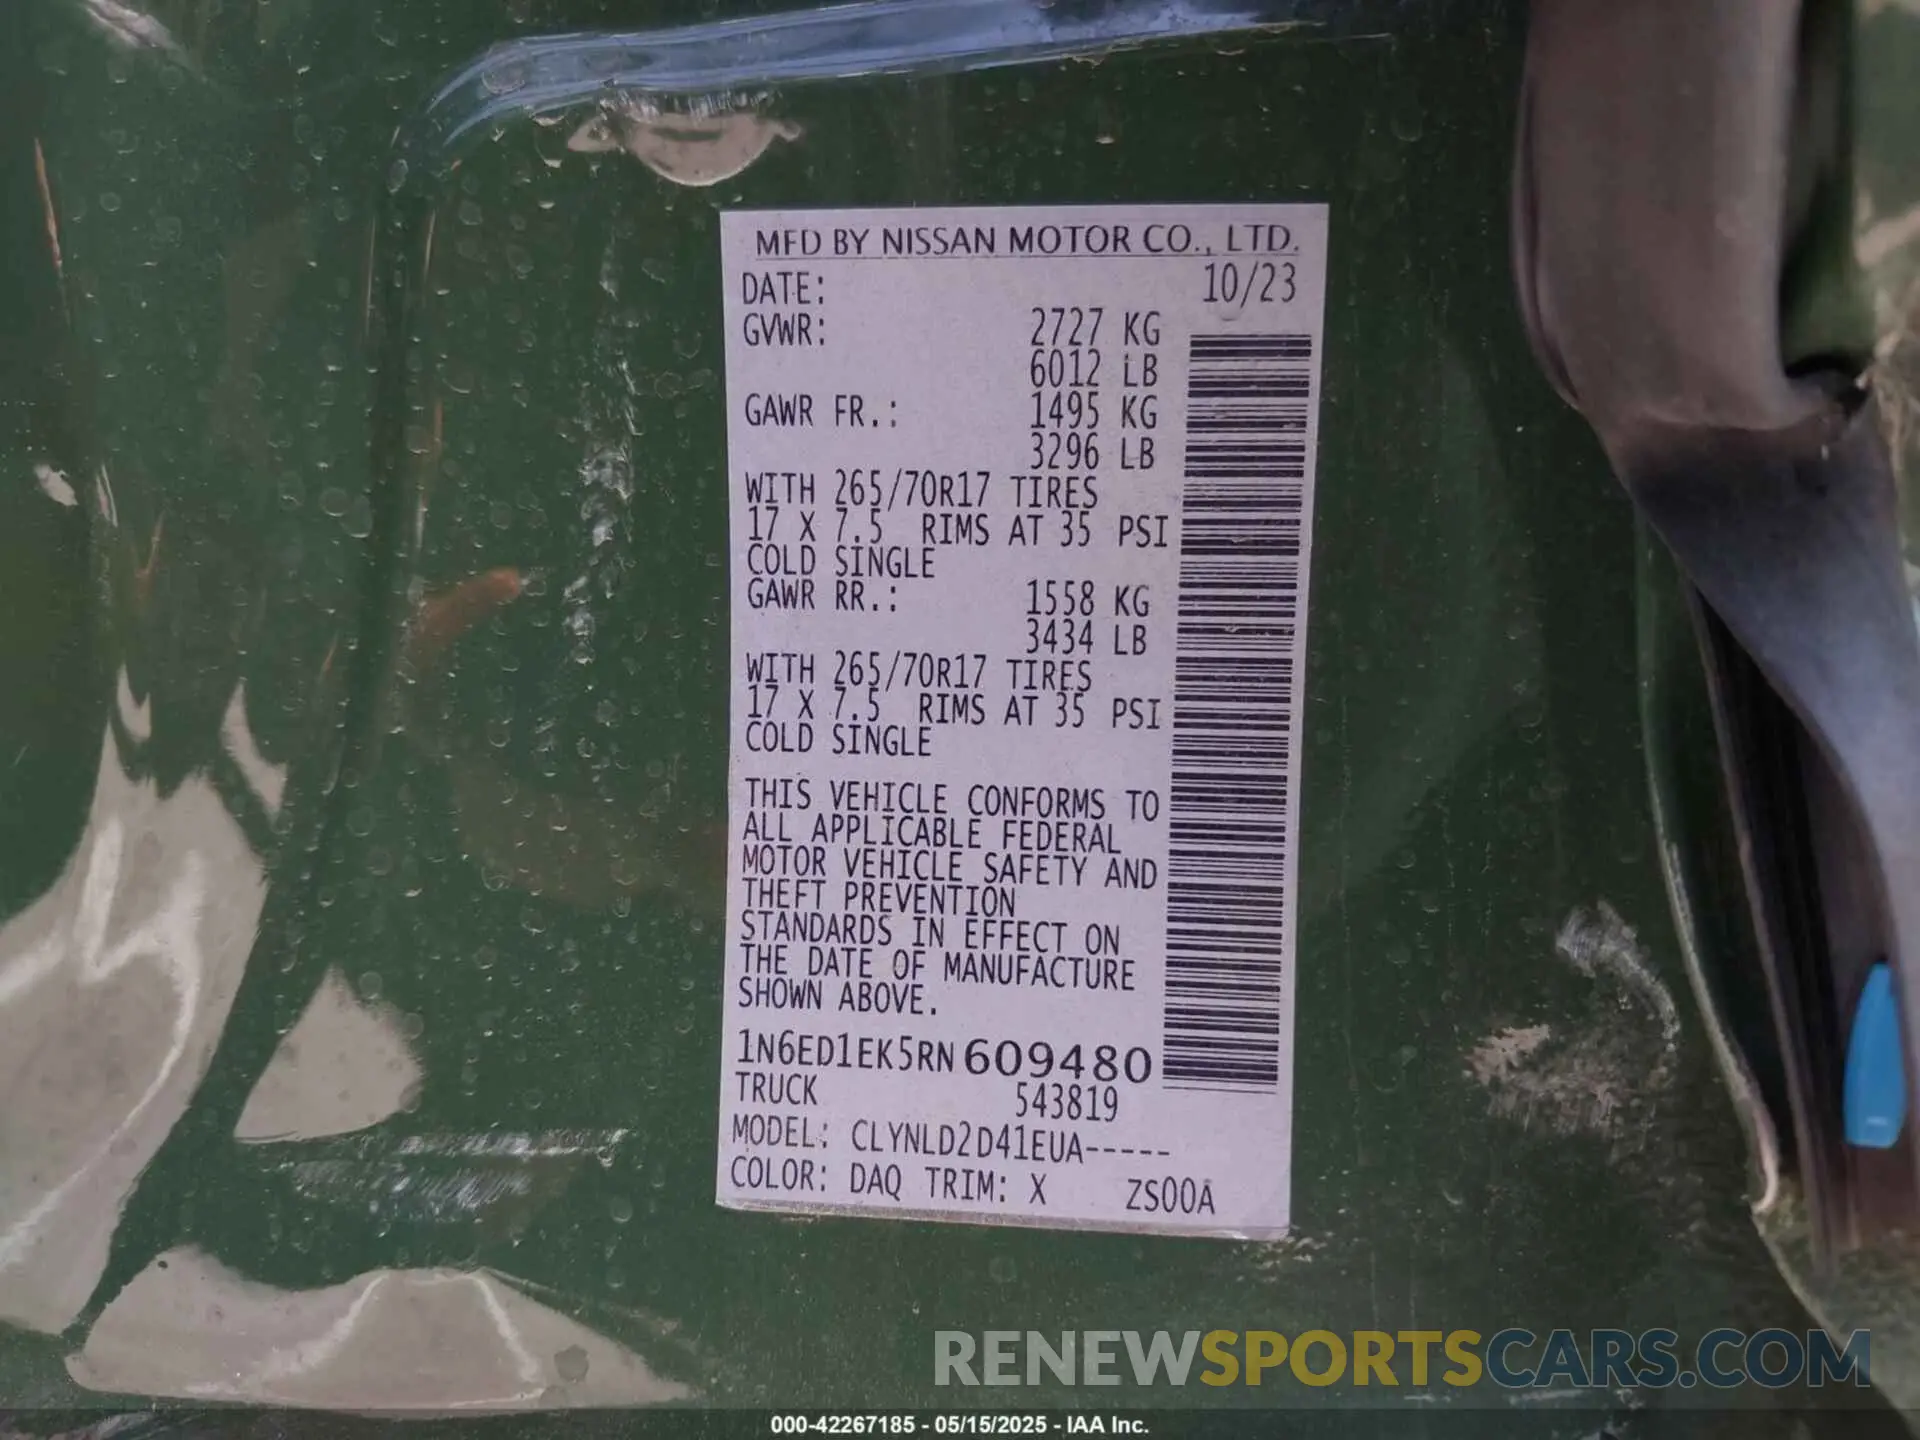 MFD BY NISSAN MOTOR CO., LTD.
DATE: 10/23
GVWR: 2727 KG
6012 LB
GAWR FR.: 1495 KG
3296 LB
WITH 265/70R17 TIRES
17 X 7.5 RIMS AT 35 PSI
COLD SINGLE
GAWR RR.: 1558 KG
3434 LB
WITH 265/70R17 TIRES
17 X 7.5 RIMS AT 35 PSI
COLD SINGLE
THIS VEHICLE CONFORMS TO
ALL APPLICABLE FEDERAL
MOTOR VEHICLE SAFETY AND
THEFT PREVENTION
STANDARDS IN EFFECT ON
THE DATE OF MANUFACTURE
SHOWN ABOVE.
1N6ED1EK5RN609480
TRUCK 543819
MODEL: CLYNLD2D41EUA-----
COLOR: DAQ TRIM: X ZS00A
RENEWSPORTSCARS.COM
000-42267185 - 05/15/2025 - IAA Inc.